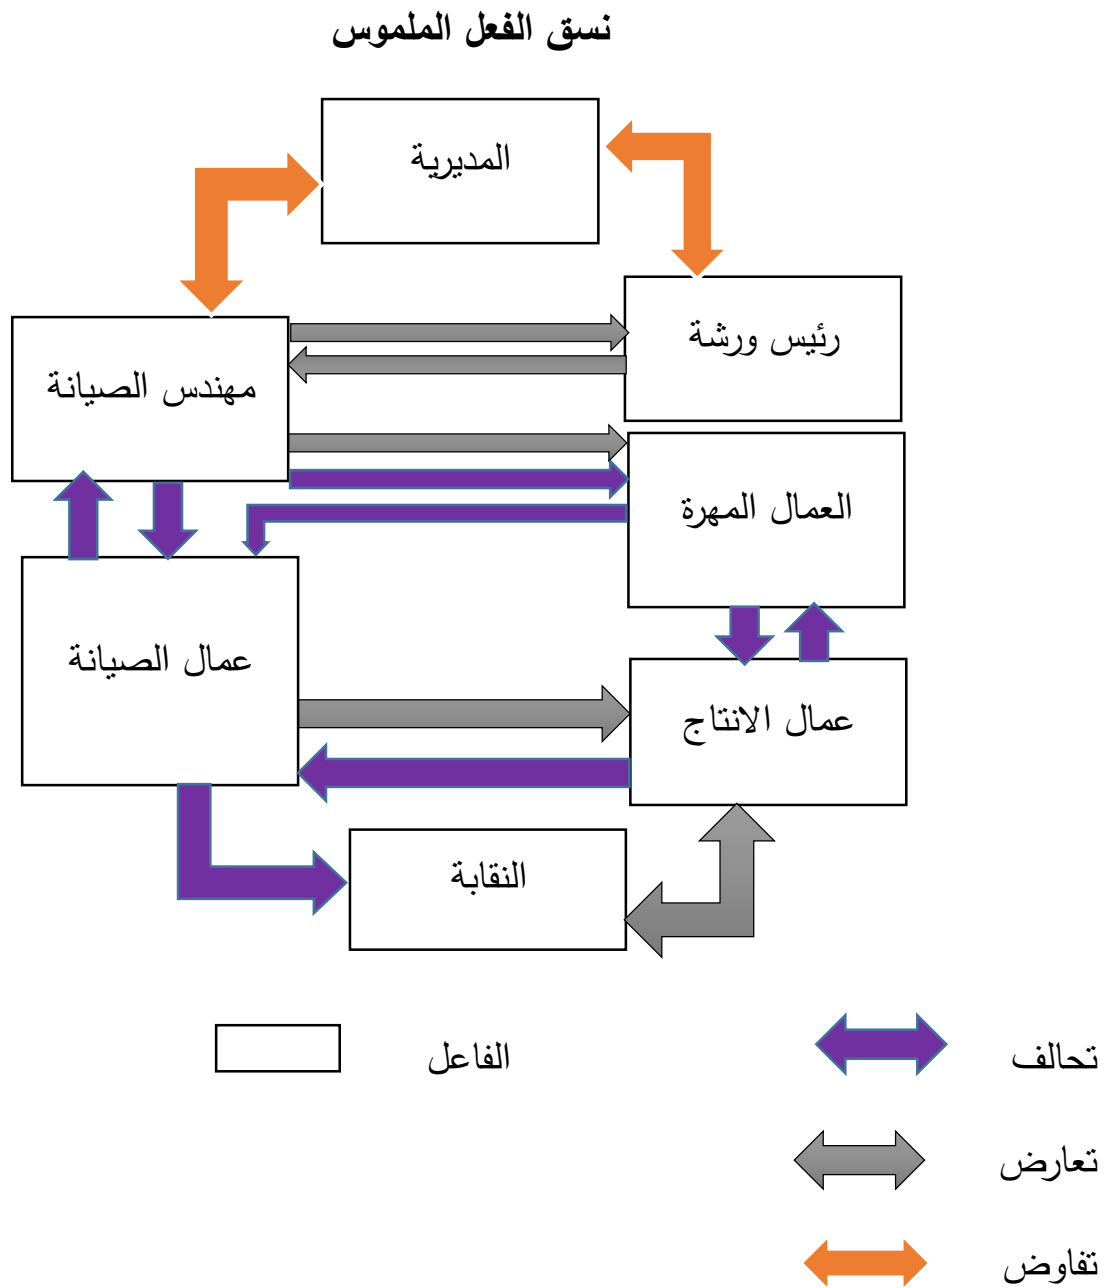 نسق الفعل الملموس
المديرية
رئيس ورشة
مهندس الصيانة
العمال المهرة
عمال الصيانة
عمال الانتاج
النقابة
تحالف
الفاعل
تعارض
تفاوض